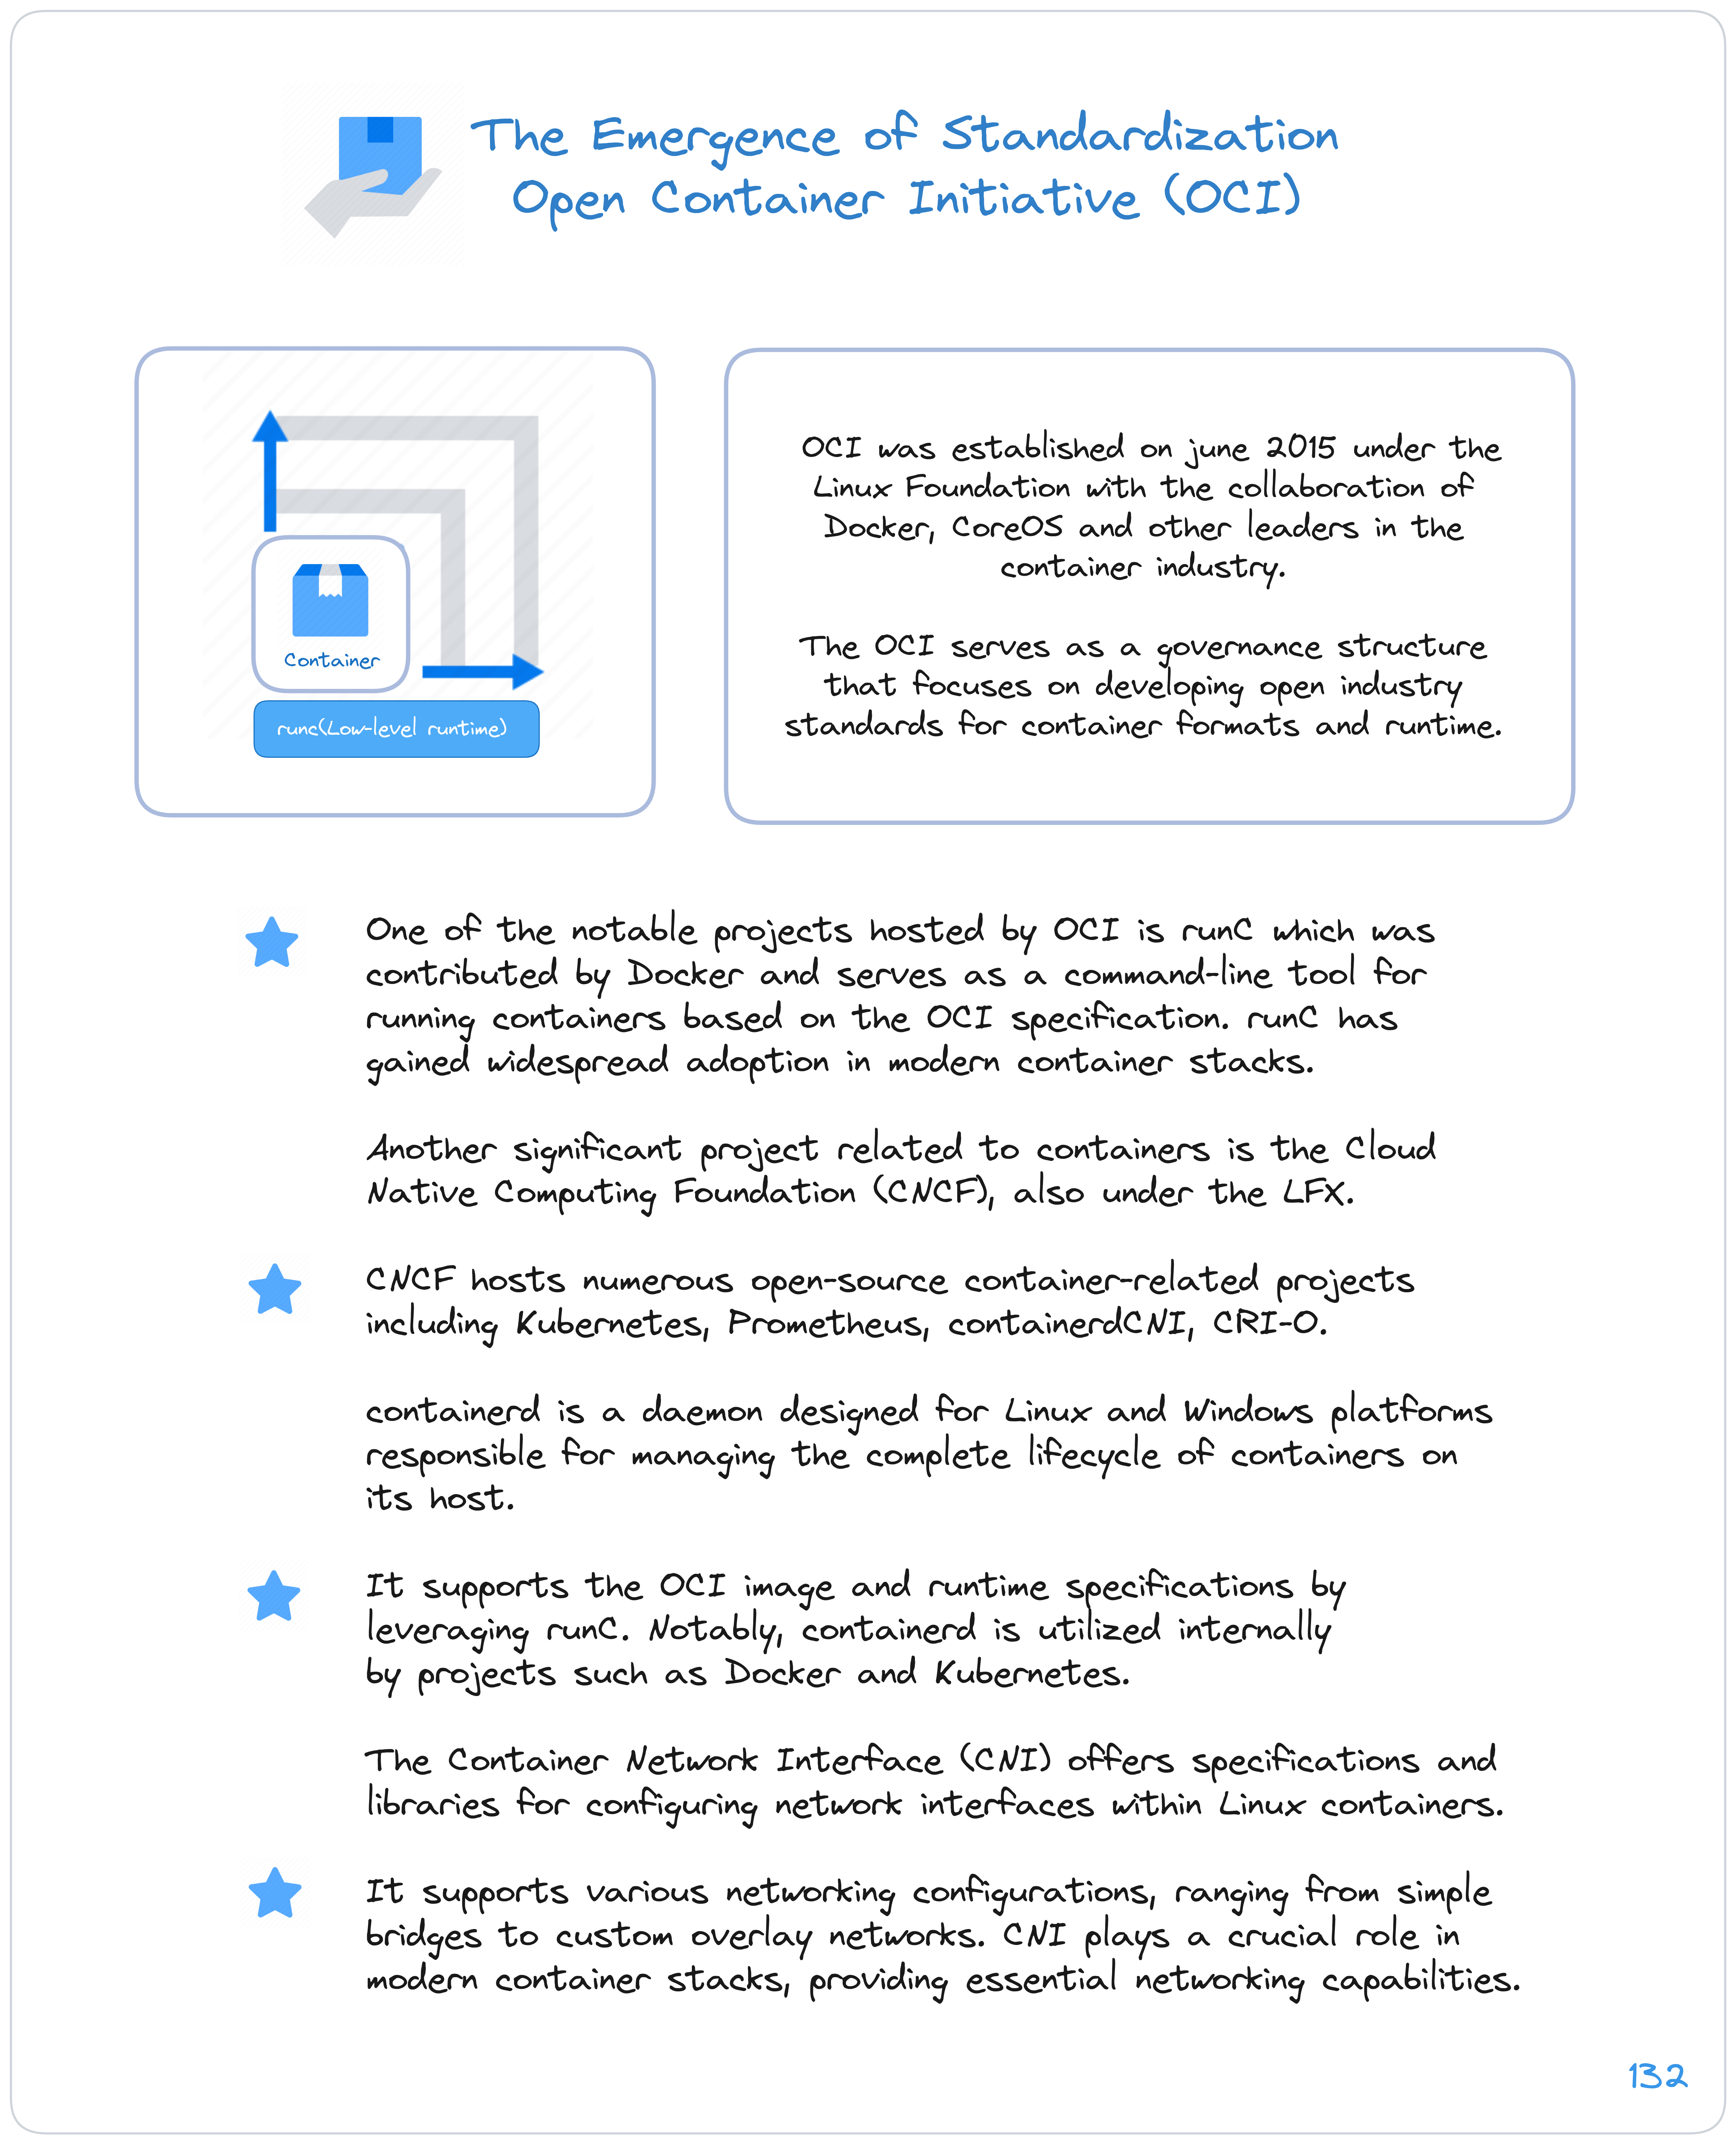 The Emergence of Standardization
Open Container Initiative (OCI)
Container
runc(Low-level runtime)
OCI was established on june 2015 under the
Linux Foundation with the collaboration of
Docker, CoreOS and other leaders in the
container industry.
The OCI serves as a governance structure
that focuses on developing open industry
standards for container formats and runtime.
One of the notable projects hosted by OCI is runC which was
contributed by Docker and serves as a command-line tool for
running containers based on the OCI specification. runC has
gained widespread adoption in modern container stacks.
Another significant project related to containers is the Cloud
Native Computing Foundation (CNCF), also under the LFX.
CNCF hosts numerous open-source container-related projects
including Kubernetes, Prometheus, containerdCNI, CRI-O.
containerd is a daemon designed for Linux and Windows platforms
responsible for managing the complete lifecycle of containers on
its host.
It supports the OCI image and runtime specifications by
leveraging runC. Notably, containerd is utilized internally
by projects such as Docker and Kubernetes.
The Container Network Interface (CNI) offers specifications and
libraries for configuring network interfaces within Linux containers.
It supports various networking configurations, ranging from simple
bridges to custom overlay networks. CNI plays a crucial role in
modern container stacks, providing essential networking capabilities.
132